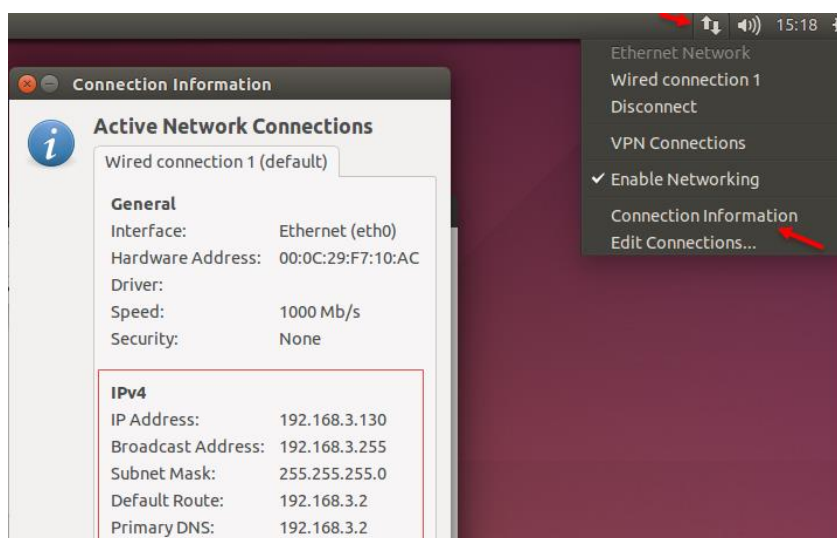 15:18
Ethernet Network
Wired connection 1
Disconnect
VPN Connections
✔ Enable Networking
Connection Information
Edit Connections...
Connection Information
Active Network Connections
Wired connection 1 (default)
General
Interface: Ethernet (eth0)
Hardware Address: 00:0C:29:F7:10:AC
Driver:
Speed: 1000 Mb/s
Security: None
IPv4
IP Address: 192.168.3.130
Broadcast Address: 192.168.3.255
Subnet Mask: 255.255.255.0
Default Route: 192.168.3.2
Primary DNS: 192.168.3.2